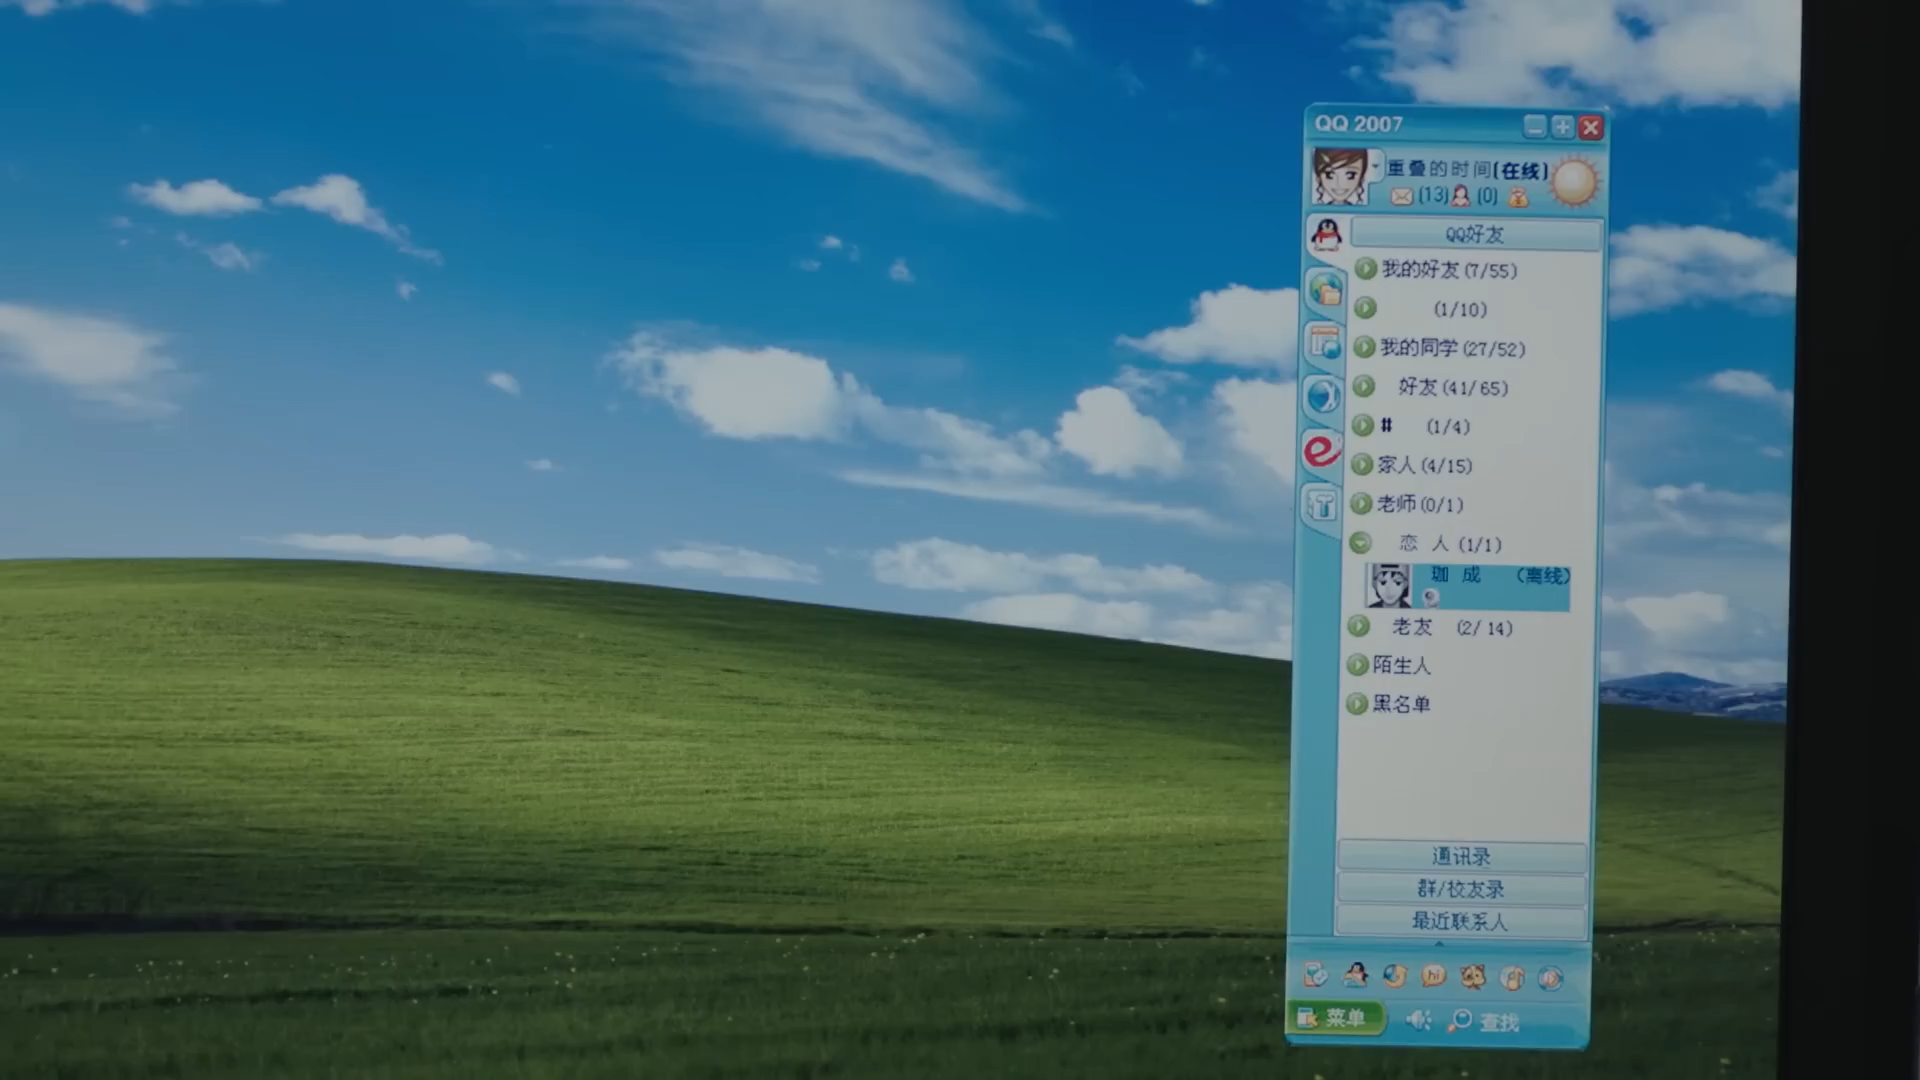 QQ 2007
重叠的时间(在线)
(13) (0)
QQ好友
我的好友(7/55)
(1/10)
我的同学(27/52)
好友(41/65)
# (1/4)
家人(4/15)
老师(0/1)
恋 人 (1/1)
珈 成 (离线)
老友 (2/14)
陌生人
黑名单
通讯录
群/校友录
最近联系人
hi
菜单 查找